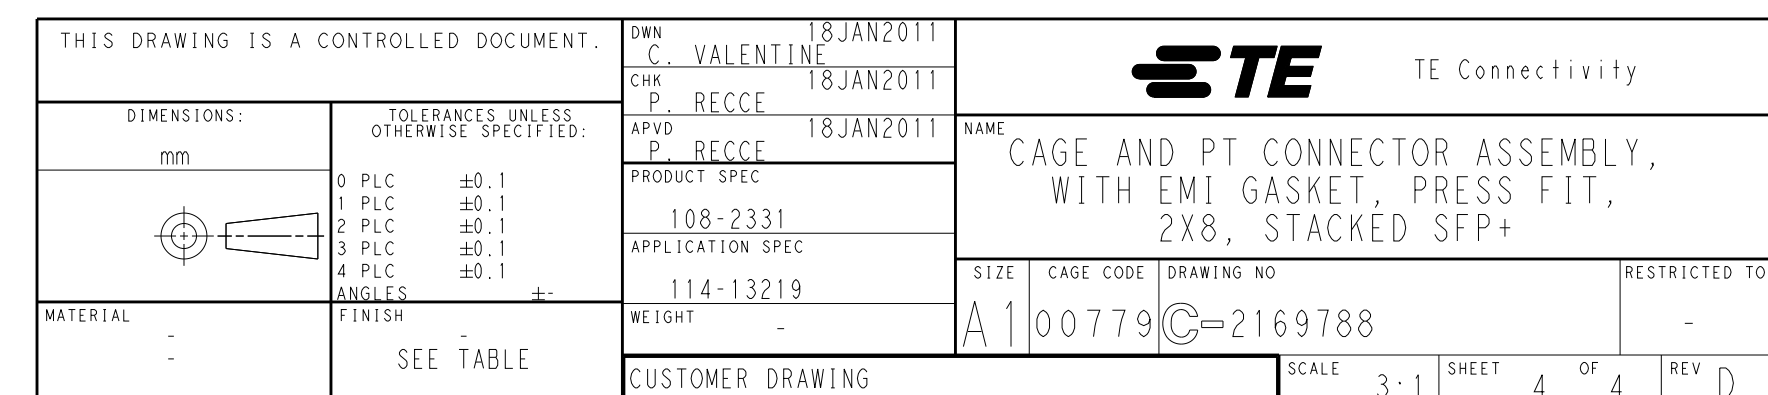 THIS DRAWING IS A CONTROLLED DOCUMENT.
DIMENSIONS:
mm
TOLERANCES UNLESS
OTHERWISE SPECIFIED:
0 PLC ±0.1
1 PLC ±0.1
2 PLC ±0.1
3 PLC ±0.1
4 PLC ±0.1
ANGLES ±-
MATERIAL
-
-
FINISH
-
SEE TABLE
DWN 18JAN2011
C. VALENTINE
CHK 18JAN2011
P. RECCE
APVD 18JAN2011
P. RECCE
PRODUCT SPEC
108-2331
APPLICATION SPEC
114-13219
WEIGHT -
CUSTOMER DRAWING
TE TE Connectivity
NAME
CAGE AND PT CONNECTOR ASSEMBLY,
WITH EMI GASKET, PRESS FIT,
2X8, STACKED SFP+
SIZE
A1
CAGE CODE
00779
DRAWING NO
C-2169788
RESTRICTED TO
-
SCALE 3:1
SHEET 4 OF 4
REV D